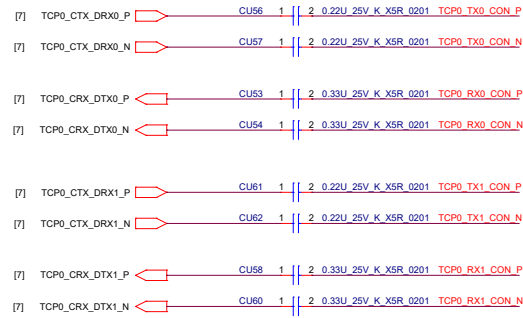 [7] TCP0_CTX_DRX0_P CU56 1 2 0.22U_25V_K_X5R_0201 TCP0_TX0_CON_P
[7] TCP0_CTX_DRX0_N CU57 1 2 0.22U_25V_K_X5R_0201 TCP0_TX0_CON_N
[7] TCP0_CRX_DTX0_P CU53 1 2 0.33U_25V_K_X5R_0201 TCP0_RX0_CON_P
[7] TCP0_CRX_DTX0_N CU54 1 2 0.33U_25V_K_X5R_0201 TCP0_RX0_CON_N
[7] TCP0_CTX_DRX1_P CU61 1 2 0.22U_25V_K_X5R_0201 TCP0_TX1_CON_P
[7] TCP0_CTX_DRX1_N CU62 1 2 0.22U_25V_K_X5R_0201 TCP0_TX1_CON_N
[7] TCP0_CRX_DTX1_P CU58 1 2 0.33U_25V_K_X5R_0201 TCP0_RX1_CON_P
[7] TCP0_CRX_DTX1_N CU60 1 2 0.33U_25V_K_X5R_0201 TCP0_RX1_CON_N